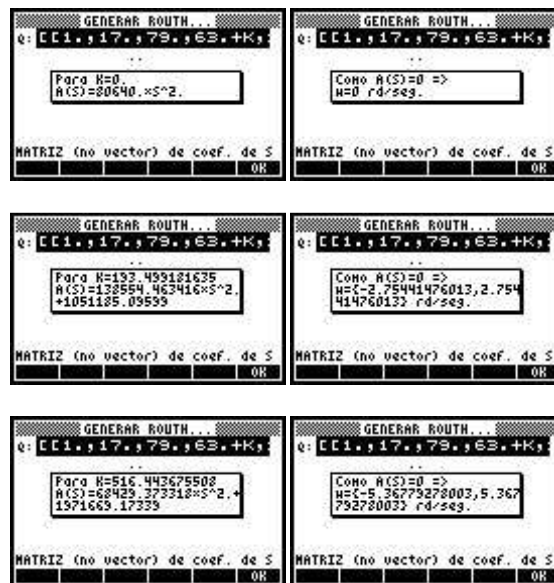 GENERAR ROUTH...
Q: [[1.,17.,79.,63.+K,
..
Para K=0.
A(S)=80640.×S^2.
MATRIZ (no vector) de coef. de S
OK
GENERAR ROUTH...
Q: [[1.,17.,79.,63.+K,
..
Como A(S)=0 =>
w=0 rd/seg.
MATRIZ (no vector) de coef. de S
OK
GENERAR ROUTH...
Q: [[1.,17.,79.,63.+K,
..
Para K=193.499181635
A(S)=138554.463416×S^2.
+1051185.09599
MATRIZ (no vector) de coef. de S
OK
GENERAR ROUTH...
Q: [[1.,17.,79.,63.+K,
..
Como A(S)=0 =>
w={-2.75441476013,2.754
41476013} rd/seg.
MATRIZ (no vector) de coef. de S
OK
GENERAR ROUTH...
Q: [[1.,17.,79.,63.+K,
..
Para K=516.443675508
A(S)=68429.373318×S^2.+
1971669.17339
MATRIZ (no vector) de coef. de S
OK
GENERAR ROUTH...
Q: [[1.,17.,79.,63.+K,
..
Como A(S)=0 =>
w={-5.36779278003,5.367
79278003} rd/seg.
MATRIZ (no vector) de coef. de S
OK